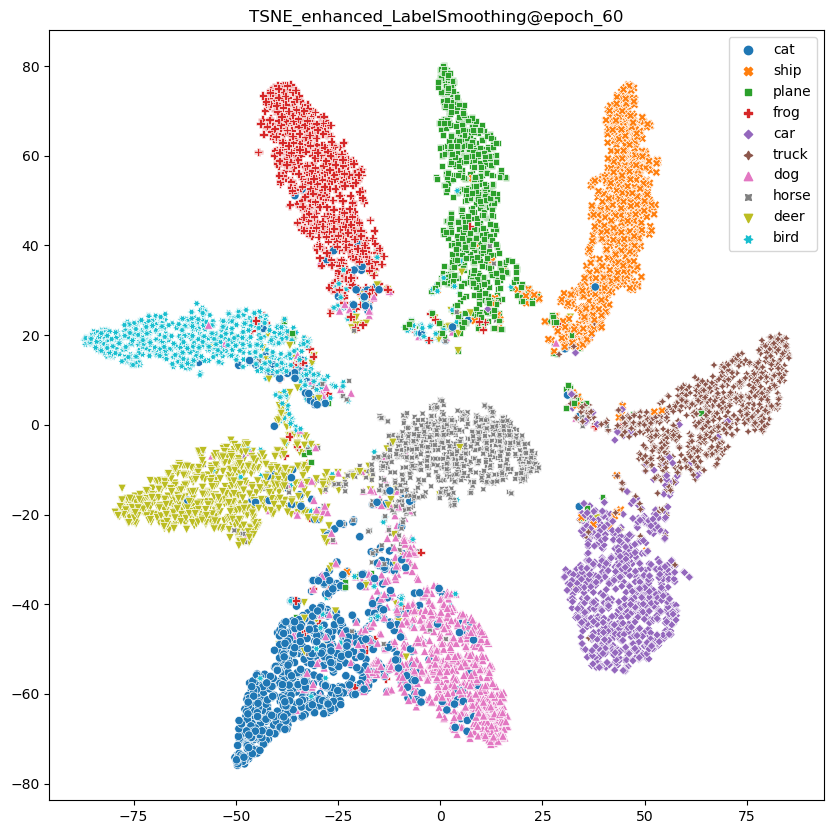 TSNE_enhanced_LabelSmoothing@epoch_60
cat
ship
plane
frog
car
truck
dog
horse
deer
bird
80
60
40
20
0
−20
−40
−60
−80
−75
−50
−25
0
25
50
75